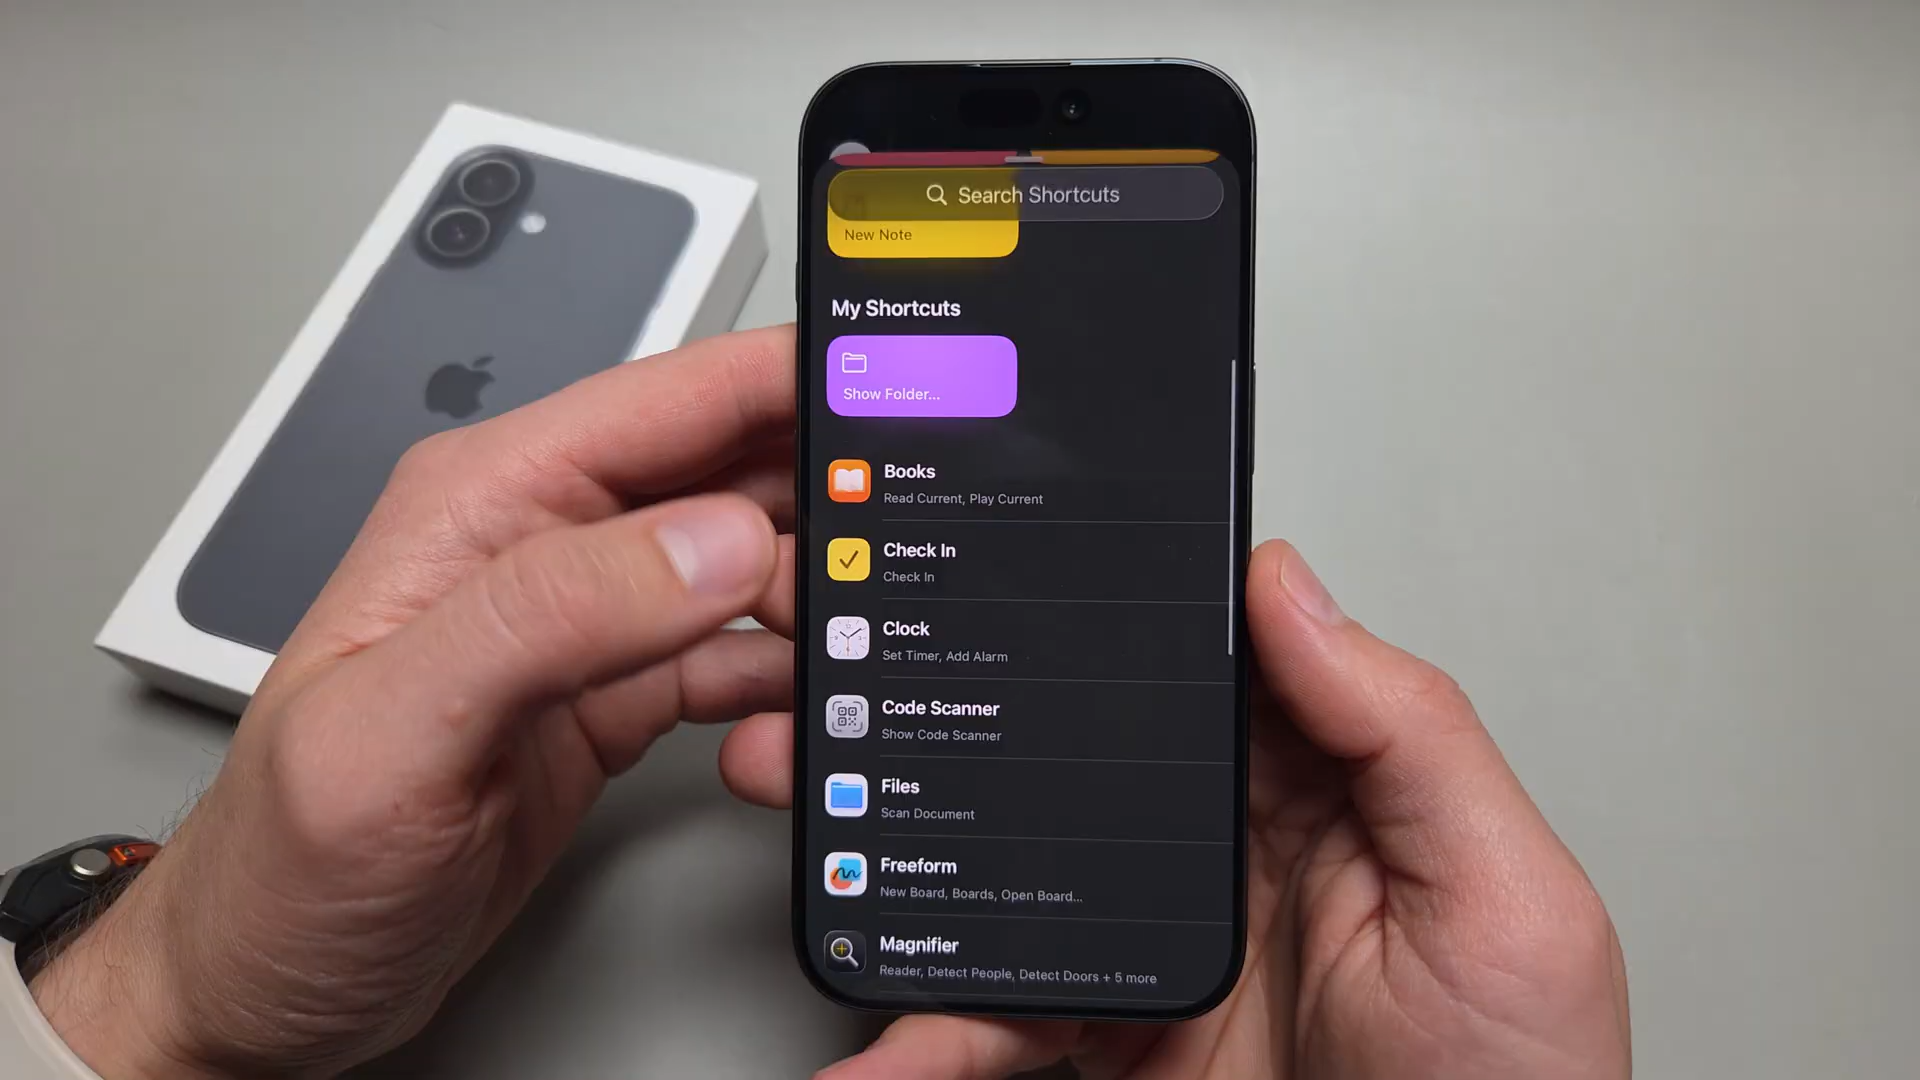 Search Shortcuts
New Note
My Shortcuts
Show Folder...
Books
Read Current, Play Current
Check In
Check In
Clock
Set Timer, Add Alarm
Code Scanner
Show Code Scanner
Files
Scan Document
Freeform
New Board, Boards, Open Board...
Magnifier
Reader, Detect People, Detect Doors + 5 more